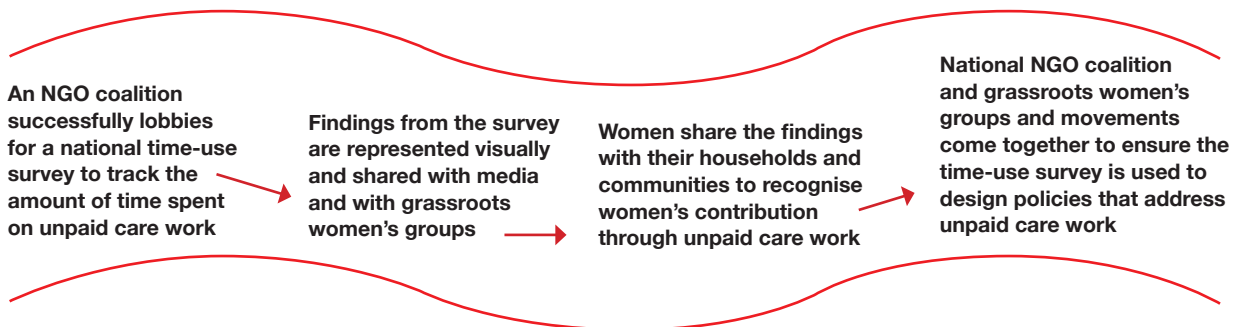 An NGO coalition
successfully lobbies
for a national time-use
survey to track the
amount of time spent
on unpaid care work
Findings from the survey
are represented visually
and shared with media
and with grassroots
women's groups
Women share the findings
with their households and
communities to recognise
women's contribution
through unpaid care work
National NGO coalition
and grassroots women's
groups and movements
come together to ensure the
time-use survey is used to
design policies that address
unpaid care work